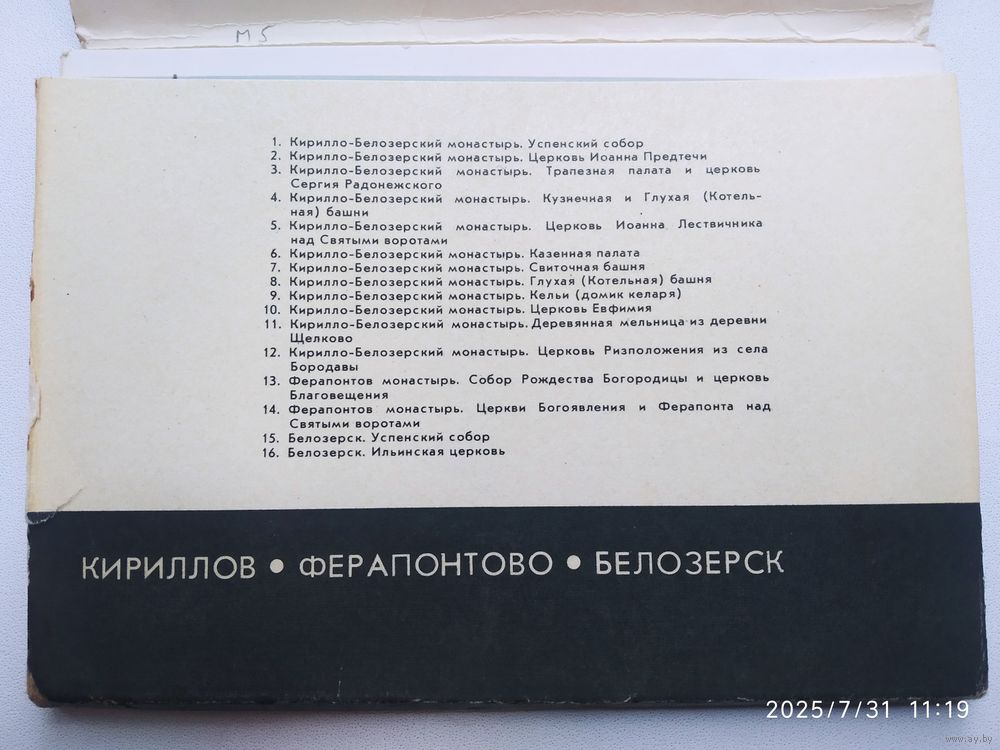 М5
1. Кирилло-Белозерский монастырь. Успенский собор
2. Кирилло-Белозерский монастырь. Церковь Иоанна Предтечи
3. Кирилло-Белозерский монастырь. Трапезная палата и церковь
Сергия Радонежского
4. Кирилло-Белозерский монастырь. Кузнечная и Глухая (Котель-
ная) башни
5. Кирилло-Белозерский монастырь. Церковь Иоанна Лествичника
над Святыми воротами
6. Кирилло-Белозерский монастырь. Казенная палата
7. Кирилло-Белозерский монастырь. Свиточная башня
8. Кирилло-Белозерский монастырь. Глухая (Котельная) башня
9. Кирилло-Белозерский монастырь. Кельи (домик келаря)
10. Кирилло-Белозерский монастырь. Церковь Евфимия
11. Кирилло-Белозерский монастырь. Деревянная мельница из деревни
Щелково
12. Кирилло-Белозерский монастырь. Церковь Ризположения из села
Бородавы
13. Ферапонтов монастырь. Собор Рождества Богородицы и церковь
Благовещения
14. Ферапонтов монастырь. Церкви Богоявления и Ферапонта над
Святыми воротами
15. Белозерск. Успенский собор
16. Белозерск. Ильинская церковь
КИРИЛЛОВ • ФЕРАПОНТОВО • БЕЛОЗЕРСК
2025/7/31 11:19
www.ay.by